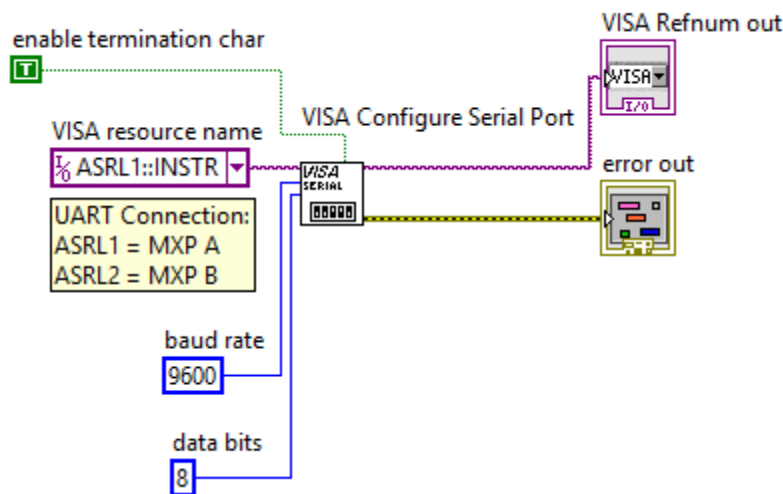 VISA Refnum out
enable termination char
T
VISA
I/O
VISA Configure Serial Port
VISA resource name
I/O ASRL1::INSTR
VISA
SERIAL
error out
UART Connection:
ASRL1 = MXP A
ASRL2 = MXP B
baud rate
9600
data bits
8